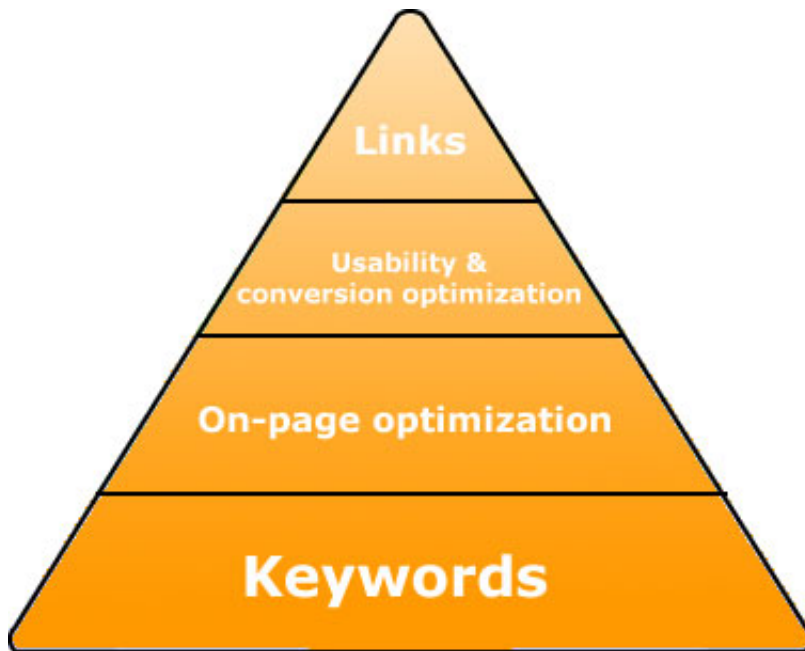 Links
Usability &
conversion optimization
On-page optimization
Keywords